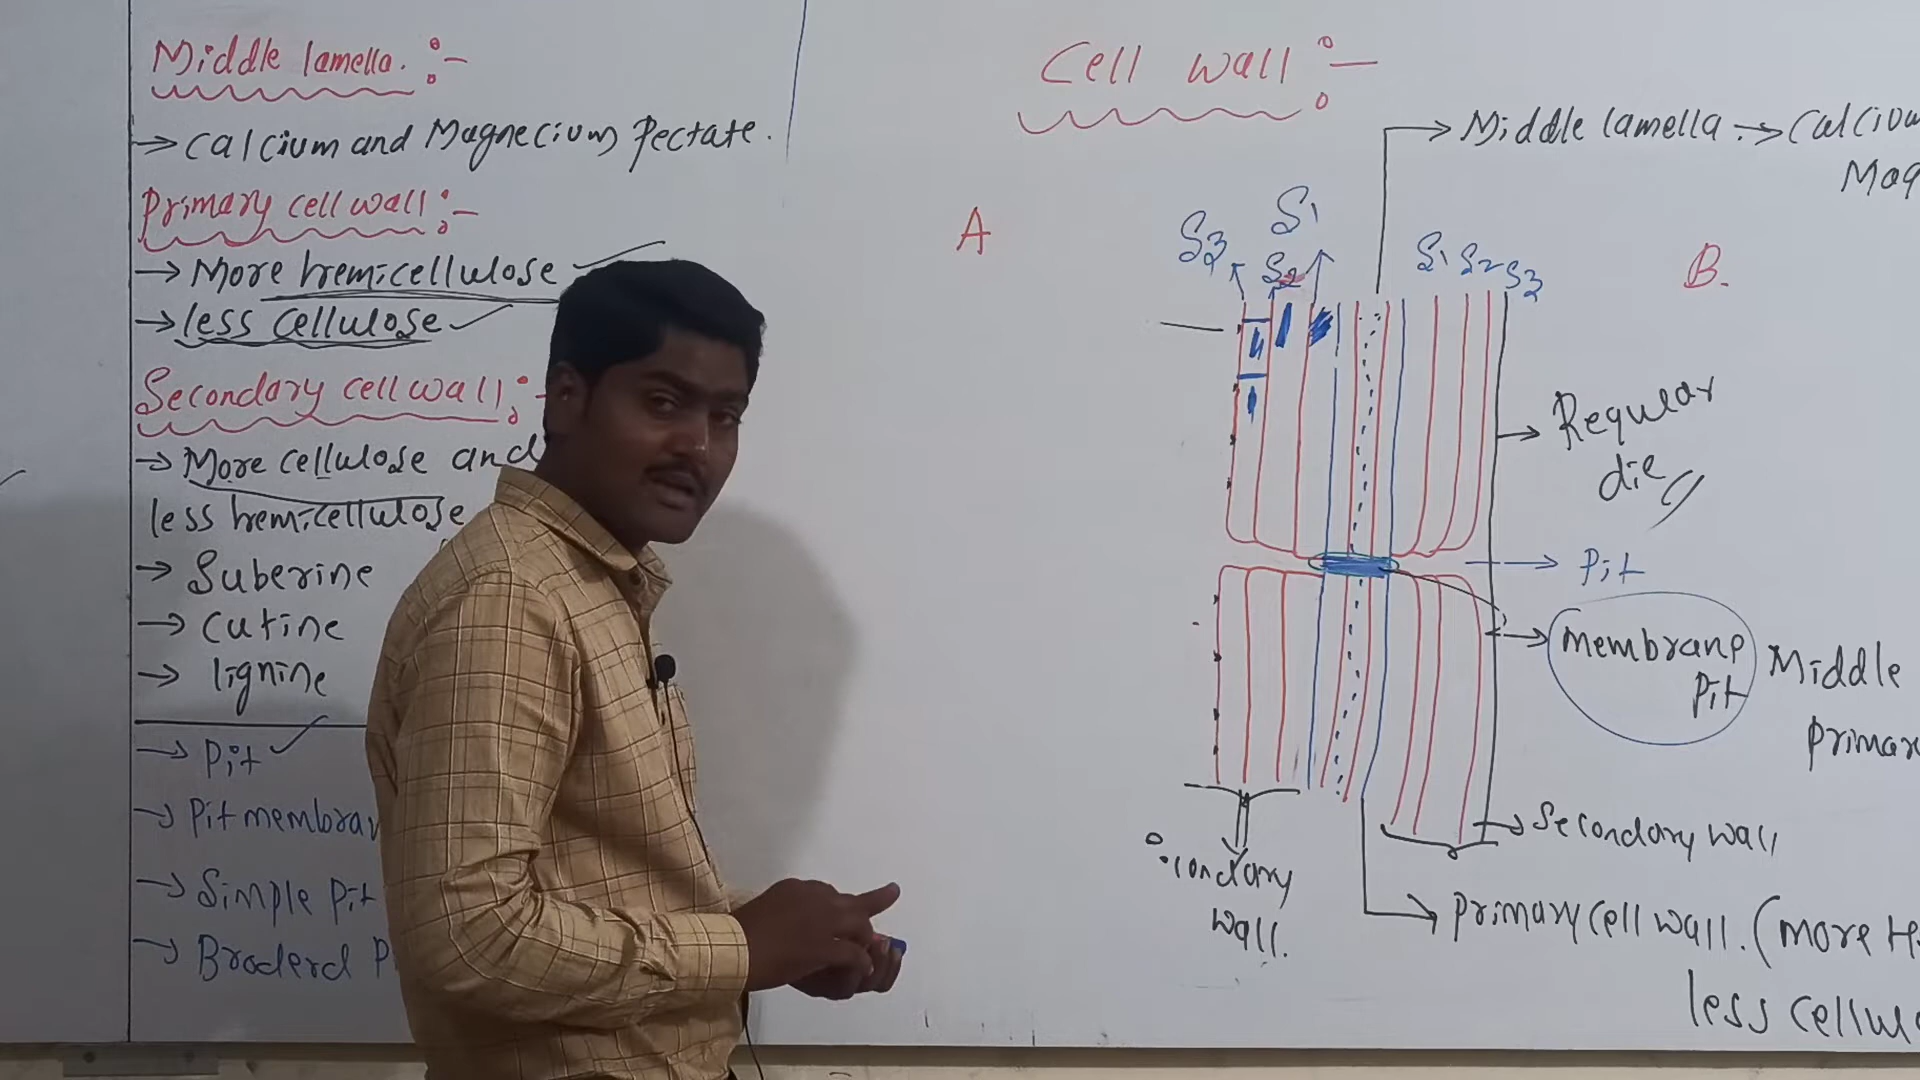 Middle lamella :-
→ Calcium and Magnecium Pectate.
Primary cell wall :-
→ More hemicellulose
→ less cellulose
Secondary cell wall :-
→ More cellulose and
less hemicellulose
→ Suberine
→ cutine
→ lignine
→ Pit
→ Pit membran
→ Simple Pit
→ Broderd P
Cell wall :-
→ Middle lamella → Calcium
Mag
A
S3
S1
S2
S1 S2 S3
B.
→ Regular
die
→ Pit
→ membrane
Pit
Middle
Primar
→ Secondary wall
condary
wall.
→ Primary cell wall. (more He
less cellul